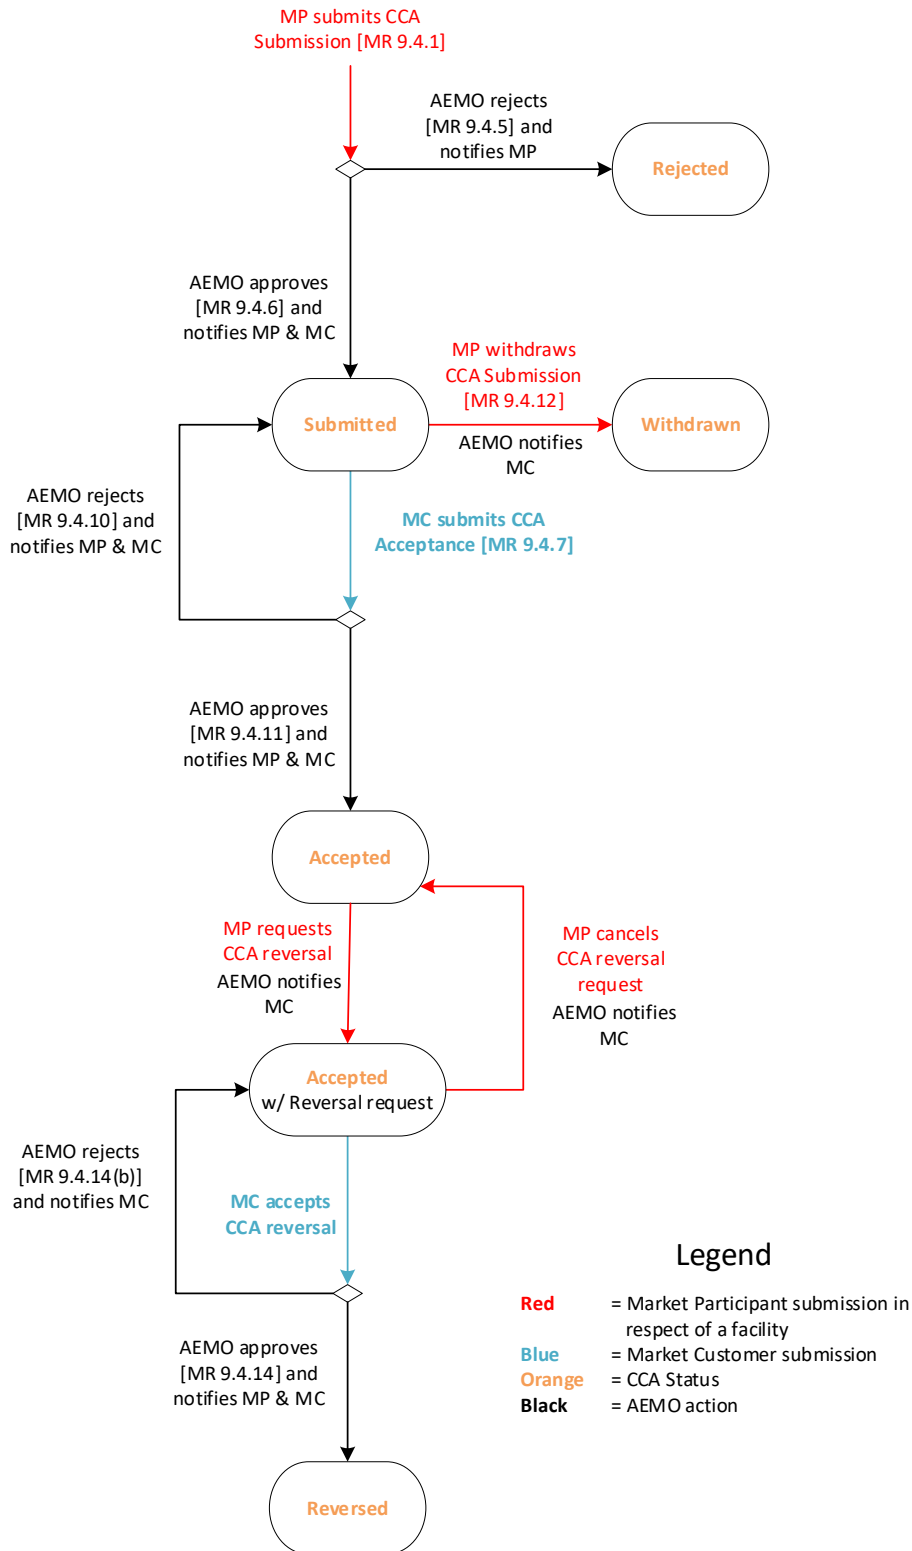 MP submits CCA
Submission [MR 9.4.1]
AEMO rejects
[MR 9.4.5] and
notifies MP
Rejected
AEMO approves
[MR 9.4.6] and
notifies MP & MC
MP withdraws
CCA Submission
[MR 9.4.12]
AEMO notifies
MC
Submitted
Withdrawn
AEMO rejects
[MR 9.4.10] and
notifies MP & MC
MC submits CCA
Acceptance [MR 9.4.7]
AEMO approves
[MR 9.4.11] and
notifies MP & MC
Accepted
MP requests
CCA reversal
AEMO notifies
MC
MP cancels
CCA reversal
request
AEMO notifies
MC
Accepted
w/ Reversal request
AEMO rejects
[MR 9.4.14(b)]
and notifies MC
MC accepts
CCA reversal
AEMO approves
[MR 9.4.14] and
notifies MP & MC
Reversed
Legend
Red = Market Participant submission in
respect of a facility
Blue = Market Customer submission
Orange = CCA Status
Black = AEMO action